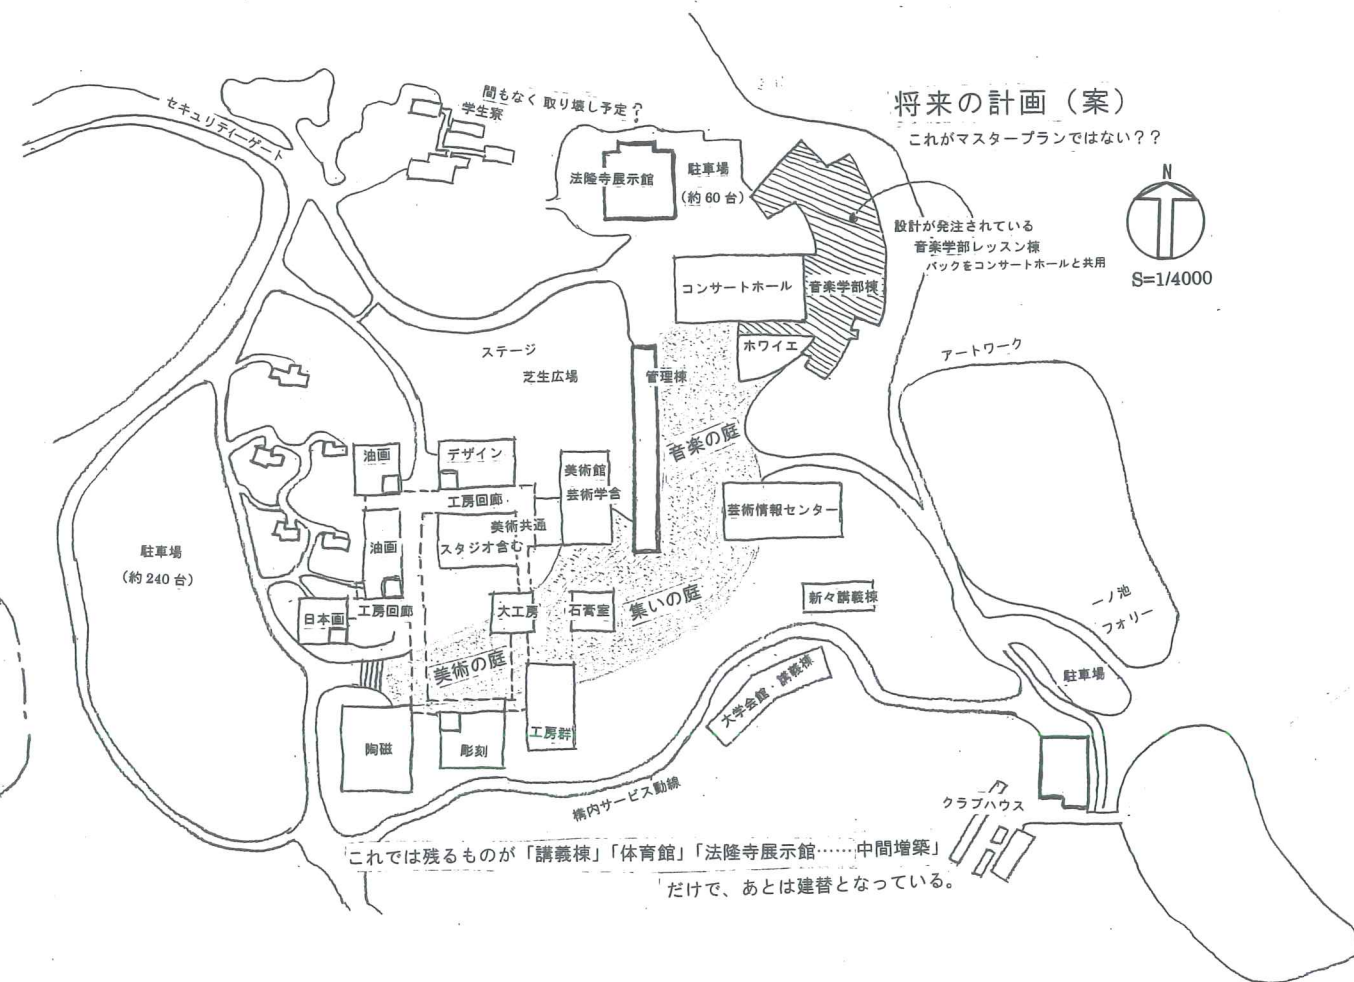 将来の計画（案）
これがマスタープランではない？？
N
S=1/4000
セキュリティーゲート
間もなく取り壊し予定？
学生寮
法隆寺展示館
駐車場
（約60台）
設計が発注されている
音楽学部レッスン棟
バックをコンサートホールと共用
コンサートホール
音楽学部棟
ホワイエ
アートワーク
ステージ
芝生広場
管理棟
音楽の庭
油画
デザイン
美術館
芸術学含
工房回廊
美術共通
スタジオ含む
芸術情報センター
油画
駐車場
（約240台）
日本画
工房回廊
大工房
石膏室
集いの庭
新々講義棟
一ノ池
フォリー
美術の庭
駐車場
大学会館・講義棟
陶磁
彫刻
工房群
構内サービス動線
クラブハウス
これでは残るものが「講義棟」「体育館」「法隆寺展示館……中間増築」
だけで、あとは建替となっている。